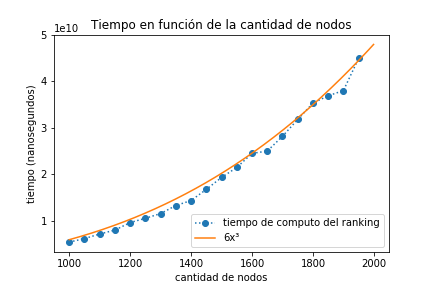 Tiempo en función de la cantidad de nodos
1e10
5
4
3
2
1
tiempo (nanosegundos)
tiempo de computo del ranking
6x³
1000 1200 1400 1600 1800 2000
cantidad de nodos